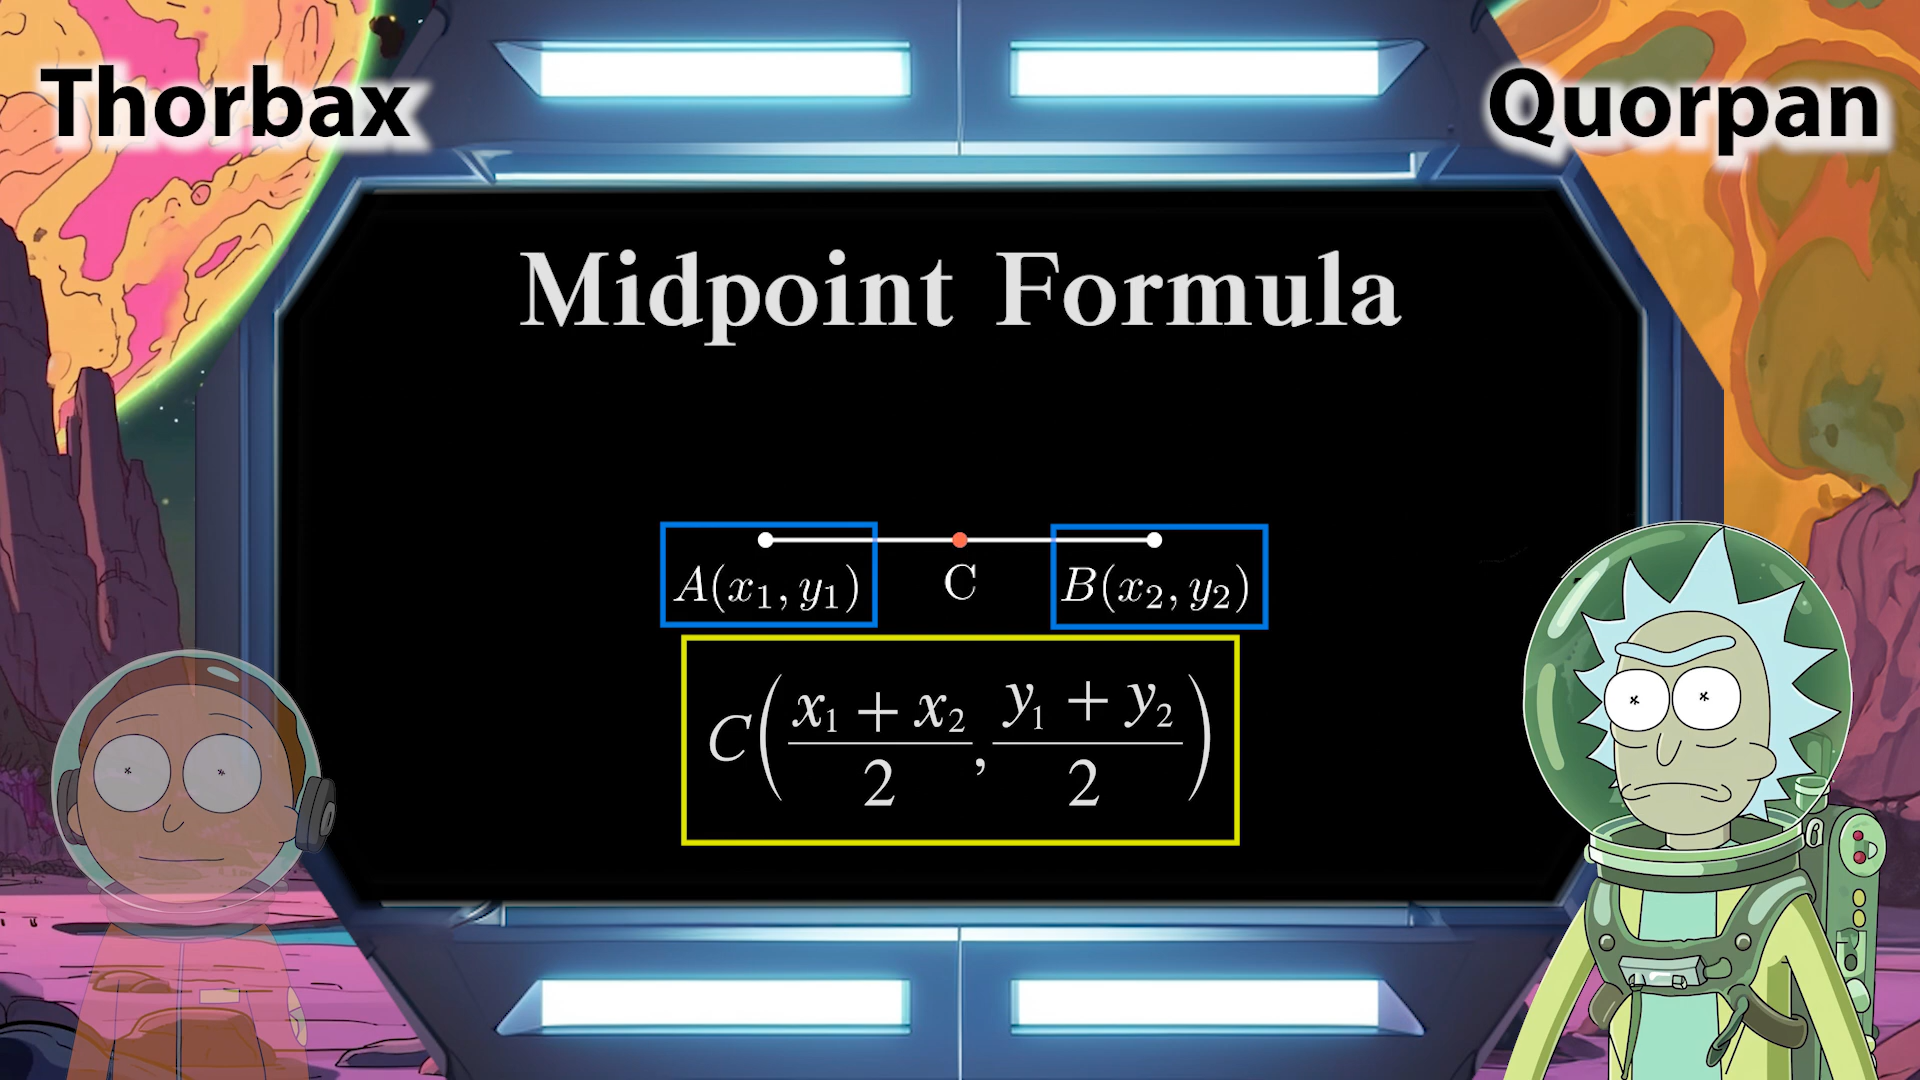 Thorbax
Quorpan
Midpoint Formula
A(x₁, y₁) C B(x₂, y₂)
C((x₁ + x₂)/2, (y₁ + y₂)/2)